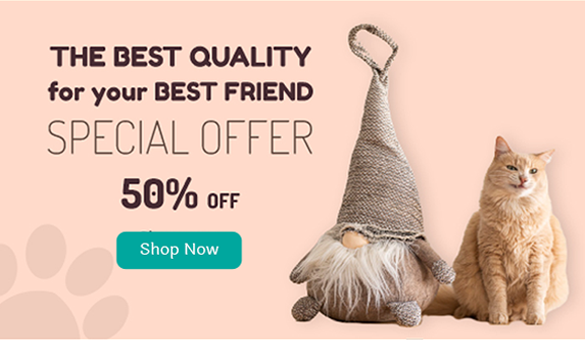 THE BEST QUALITY
for your BEST FRIEND
SPECIAL OFFER
50% OFF
Shop Now